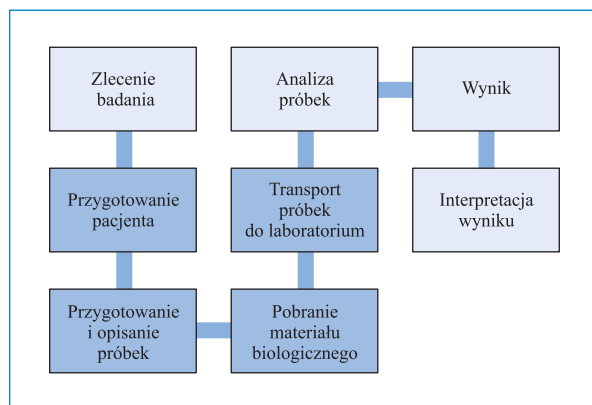 Zlecenie
badania
Przygotowanie
pacjenta
Przygotowanie
i opisanie
próbek
Pobranie
materiału
biologicznego
Transport
próbek
do laboratorium
Analiza
próbek
Wynik
Interpretacja
wyniku